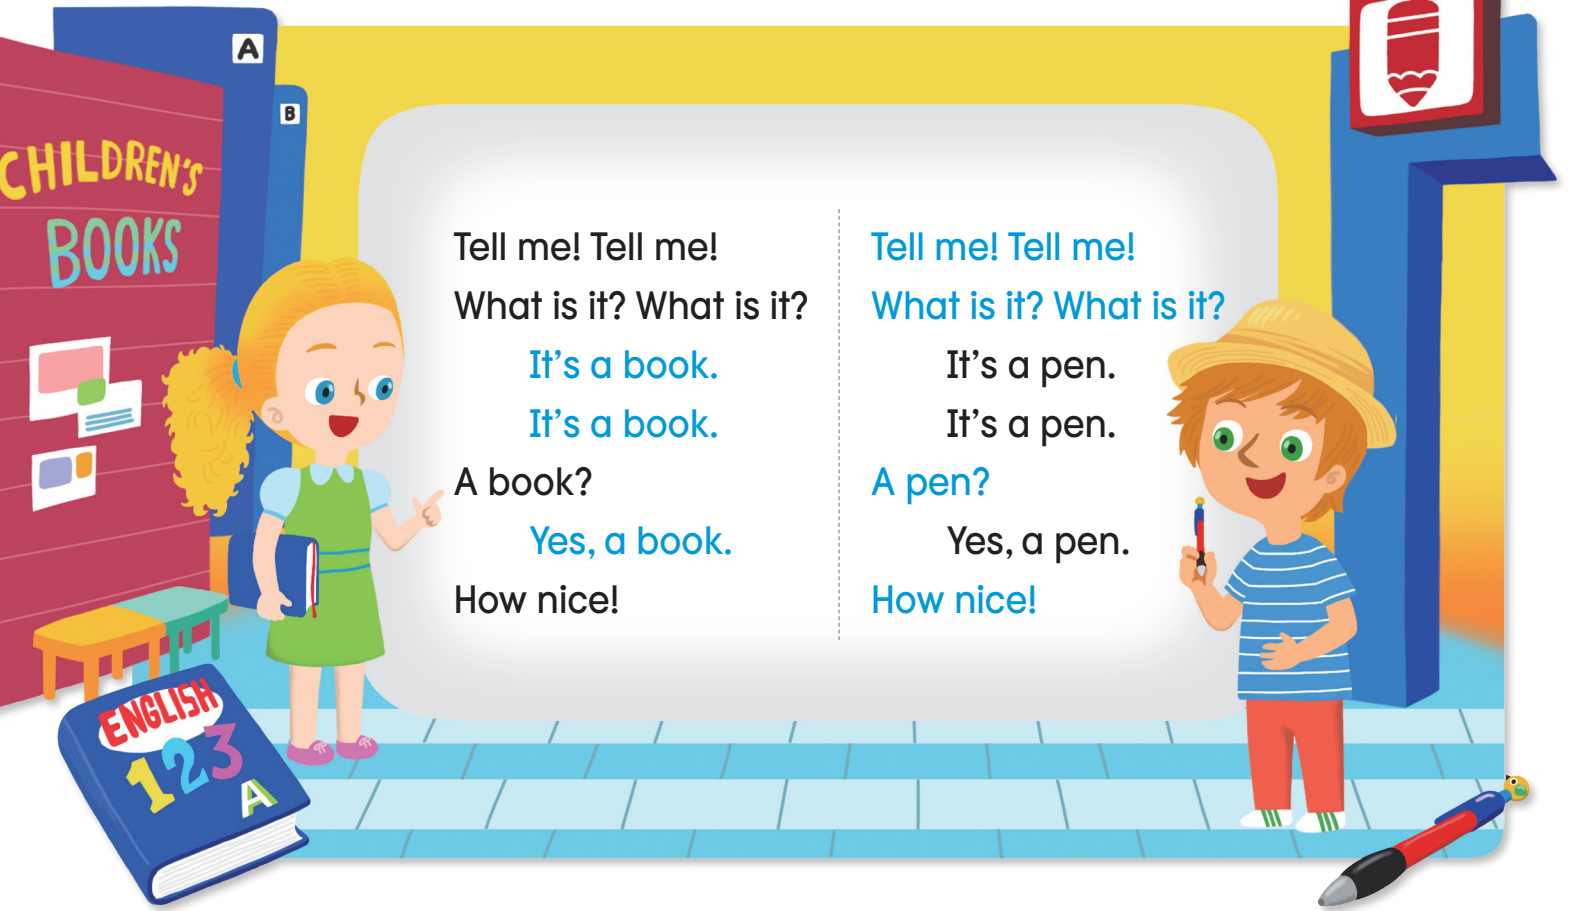 A
B
CHILDREN'S
BOOKS
Tell me! Tell me!
What is it? What is it?
It's a book.
It's a book.
A book?
Yes, a book.
How nice!
Tell me! Tell me!
What is it? What is it?
It's a pen.
It's a pen.
A pen?
Yes, a pen.
How nice!
ENGLISH
123
A